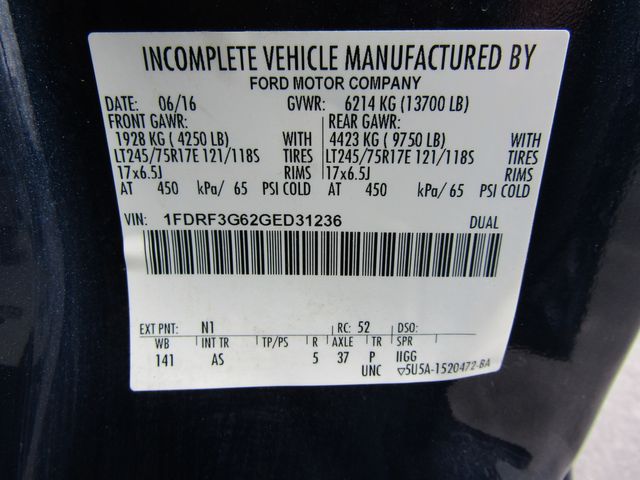 INCOMPLETE VEHICLE MANUFACTURED BY
FORD MOTOR COMPANY
DATE: 06/16 GVWR: 6214 KG (13700 LB)
FRONT GAWR: REAR GAWR:
1928 KG (4250 LB) WITH 4423 KG (9750 LB) WITH
LT245/75R17E 121/118S TIRES LT245/75R17E 121/118S TIRES
17x6.5J RIMS 17x6.5J RIMS
AT 450 kPa/ 65 PSI COLD AT 450 kPa/ 65 PSI COLD
VIN: 1FDRF3G62GED31236 DUAL
EXT PNT: N1 RC: 52 DSO:
WB INT TR TP/PS R AXLE TR SPR
141 AS 5 37 P IIGG
UNC ▽5U5A-1520472-BA